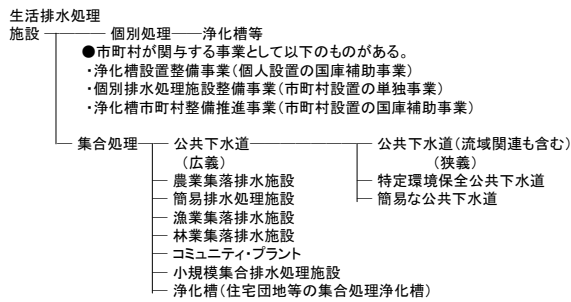 生活排水処理
施設 個別処理 浄化槽等
●市町村が関与する事業として以下のものがある。
・浄化槽設置整備事業(個人設置の国庫補助事業)
・個別排水処理施設整備事業(市町村設置の単独事業)
・浄化槽市町村整備推進事業(市町村設置の国庫補助事業)
集合処理 公共下水道 公共下水道(流域関連も含む)
(広義) (狭義)
農業集落排水施設 特定環境保全公共下水道
簡易排水処理施設 簡易な公共下水道
漁業集落排水施設
林業集落排水施設
コミュニティ・プラント
小規模集合排水処理施設
浄化槽(住宅団地等の集合処理浄化槽)